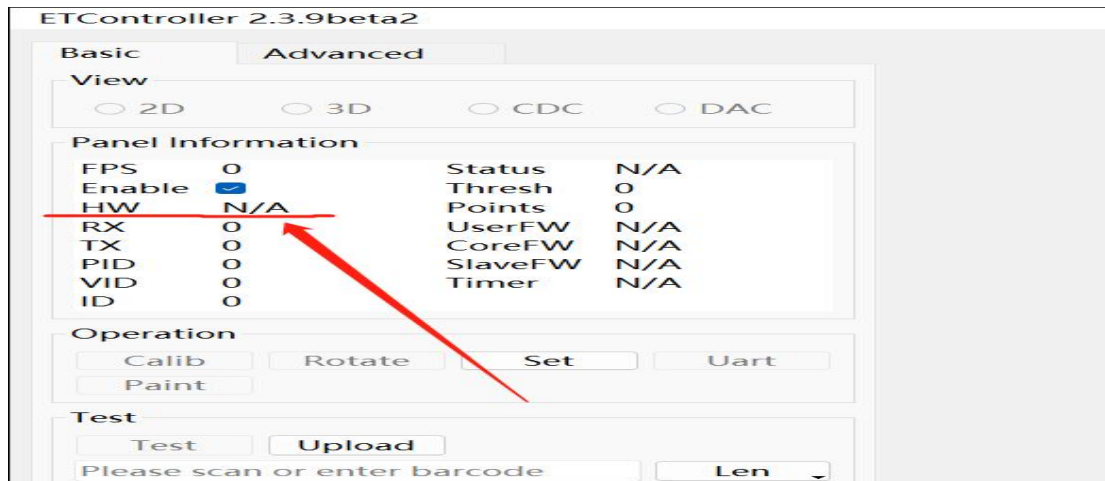 ETController 2.3.9beta2
Basic Advanced
View
2D 3D CDC DAC
Panel Information
FPS 0 Status N/A
Enable Thresh 0
HW N/A Points 0
RX 0 UserFW N/A
TX 0 CoreFW N/A
PID 0 SlaveFW N/A
VID 0 Timer N/A
ID 0
Operation
Calib Rotate Set Uart
Paint
Test
Test Upload
Please scan or enter barcode Len